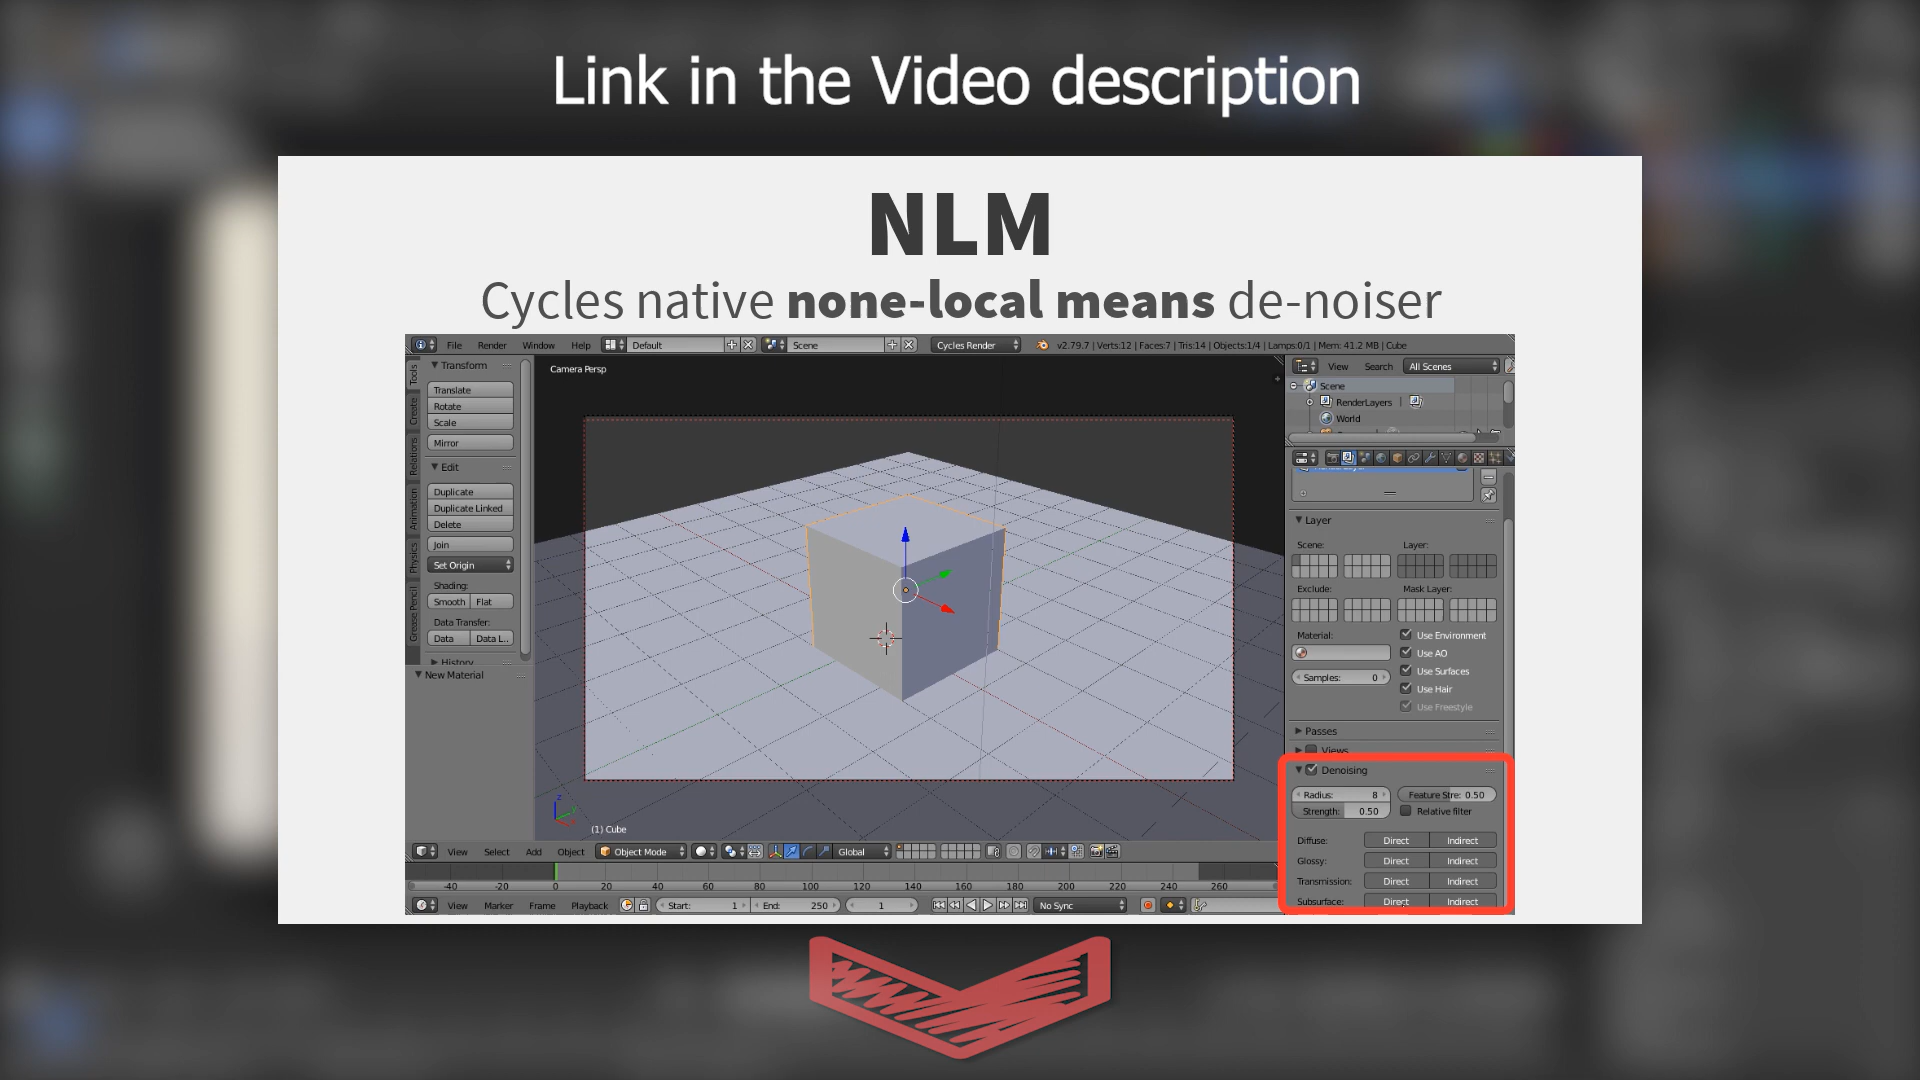 Link in the Video description
NLM
Cycles native none-local means de-noiser
File Render Window Help Default Scene Cycles Render v2.79.7 | Verts:12 | Faces:7 | Tris:14 | Objects:1/4 | Lamps:0/1 | Mem: 41.2 MB | Cube
Tools
Create
Relations
Animation
Physics
Grease Pencil
Transform
Translate
Rotate
Scale
Mirror
Edit
Duplicate
Duplicate Linked
Delete
Join
Set Origin
Shading:
Smooth Flat
Data Transfer:
Data Data L..
History
New Material
Camera Persp
(1) Cube
View Search All Scenes
Scene
RenderLayers
World
Layer
Scene: Layer:
Exclude: Mask Layer:
Material: Use Environment
Use AO
Samples: 0 Use Surfaces
Use Hair
Use Freestyle
Passes
Views
Denoising
Radius: 8 Feature Stre: 0.50
Strength: 0.50 Relative filter
Diffuse: Direct Indirect
Glossy: Direct Indirect
Transmission: Direct Indirect
Subsurface: Direct Indirect
View Select Add Object Object Mode Global
-40 -20 0 20 40 60 80 100 120 140 160 180 200 220 240 260
View Marker Frame Playback Start: 1 End: 250 1 No Sync